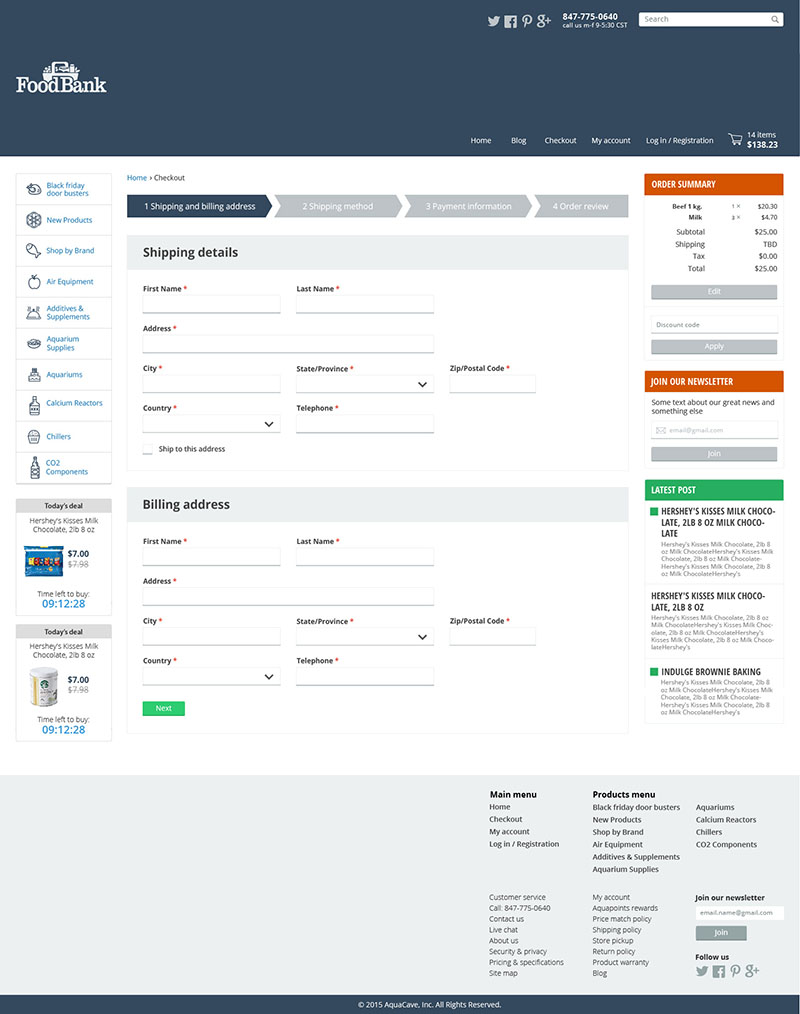 847-775-0640
call us m-f 9-5:30 CST
Search
FoodBank
Home Blog Checkout My account Log in / Registration
14 items
$138.23
Black friday
door busters
New Products
Shop by Brand
Air Equipment
Additives &
Supplements
Aquarium
Supplies
Aquariums
Calcium Reactors
Chillers
CO2
Components
Today's deal
Hershey's Kisses Milk
Chocolate, 2lb 8 oz
$7.00
$7.98
Time left to buy:
09:12:28
Today's deal
Hershey's Kisses Milk
Chocolate, 2lb 8 oz
$7.00
$7.98
Time left to buy:
09:12:28
Home › Checkout
1 Shipping and billing address 2 Shipping method 3 Payment information 4 Order review
Shipping details
First Name * Last Name *
Address *
City * State/Province * Zip/Postal Code *
Country * Telephone *
Ship to this address
Billing address
First Name * Last Name *
Address *
City * State/Province * Zip/Postal Code *
Country * Telephone *
Next
ORDER SUMMARY
Beef 1 kg. 1 × $20.30
Milk × $4.70
Subtotal $25.00
Shipping TBD
Tax $0.00
Total $25.00
Edit
Discount code
Apply
JOIN OUR NEWSLETTER
Some text about our great news and
something else
email@gmail.com
Join
LATEST POST
HERSHEY'S KISSES MILK CHOCO-
LATE, 2LB 8 OZ MILK CHOCO-
LATE
Hershey's Kisses Milk Chocolate, 2lb 8
oz Milk ChocolateHershey's Kisses Milk
Chocolate, 2lb 8 oz Milk Chocolate-
Hershey's Kisses Milk Chocolate, 2lb 8
oz Milk ChocolateHershey's
HERSHEY'S KISSES MILK CHOCO-
LATE, 2LB 8 OZ
Hershey's Kisses Milk Chocolate, 2lb 8 oz
Milk ChocolateHershey's Kisses Milk Choc-
olate, 2lb 8 oz Milk ChocolateHershey's
Kisses Milk Chocolate, 2lb 8 oz Milk Choco-
lateHershey's
INDULGE BROWNIE BAKING
Hershey's Kisses Milk Chocolate, 2lb 8
oz Milk ChocolateHershey's Kisses Milk
Chocolate, 2lb 8 oz Milk Chocolate-
Hershey's Kisses Milk Chocolate, 2lb 8
oz Milk ChocolateHershey's
Main menu
Home
Checkout
My account
Log in / Registration
Products menu
Black friday door busters
New Products
Shop by Brand
Air Equipment
Additives & Supplements
Aquarium Supplies
Aquariums
Calcium Reactors
Chillers
CO2 Components
Customer service
Call: 847-775-0640
Contact us
Live chat
About us
Security & privacy
Pricing & specifications
Site map
My account
Aquapoints rewards
Price match policy
Shipping policy
Store pickup
Return policy
Product warranty
Blog
Join our newsletter
email.name@gmail.com
Join
Follow us
© 2015 AquaCave, Inc. All Rights Reserved.